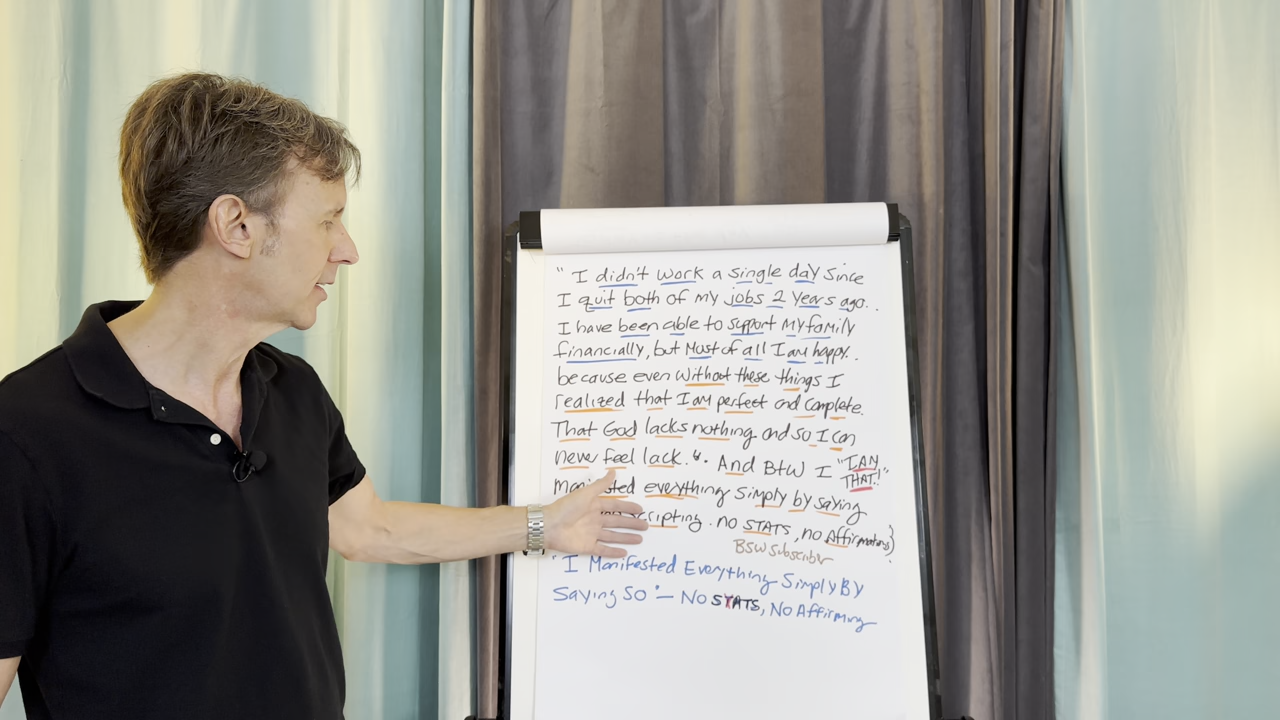 " I didn't work a single day since
I quit both of my jobs 2 years ago..
I have been able to support my family
financially, but Most of all I am happy..
because even without these things I
realized that I am perfect and complete.
That God lacks nothing and so I can
never feel lack.". And BTW I "I AM
THAT!"
everything simply by saying
no STATS, no Affirmations)
BSW subscriber
"I Manifested Everything Simply By
Saying So" — No STATS, No Affirming